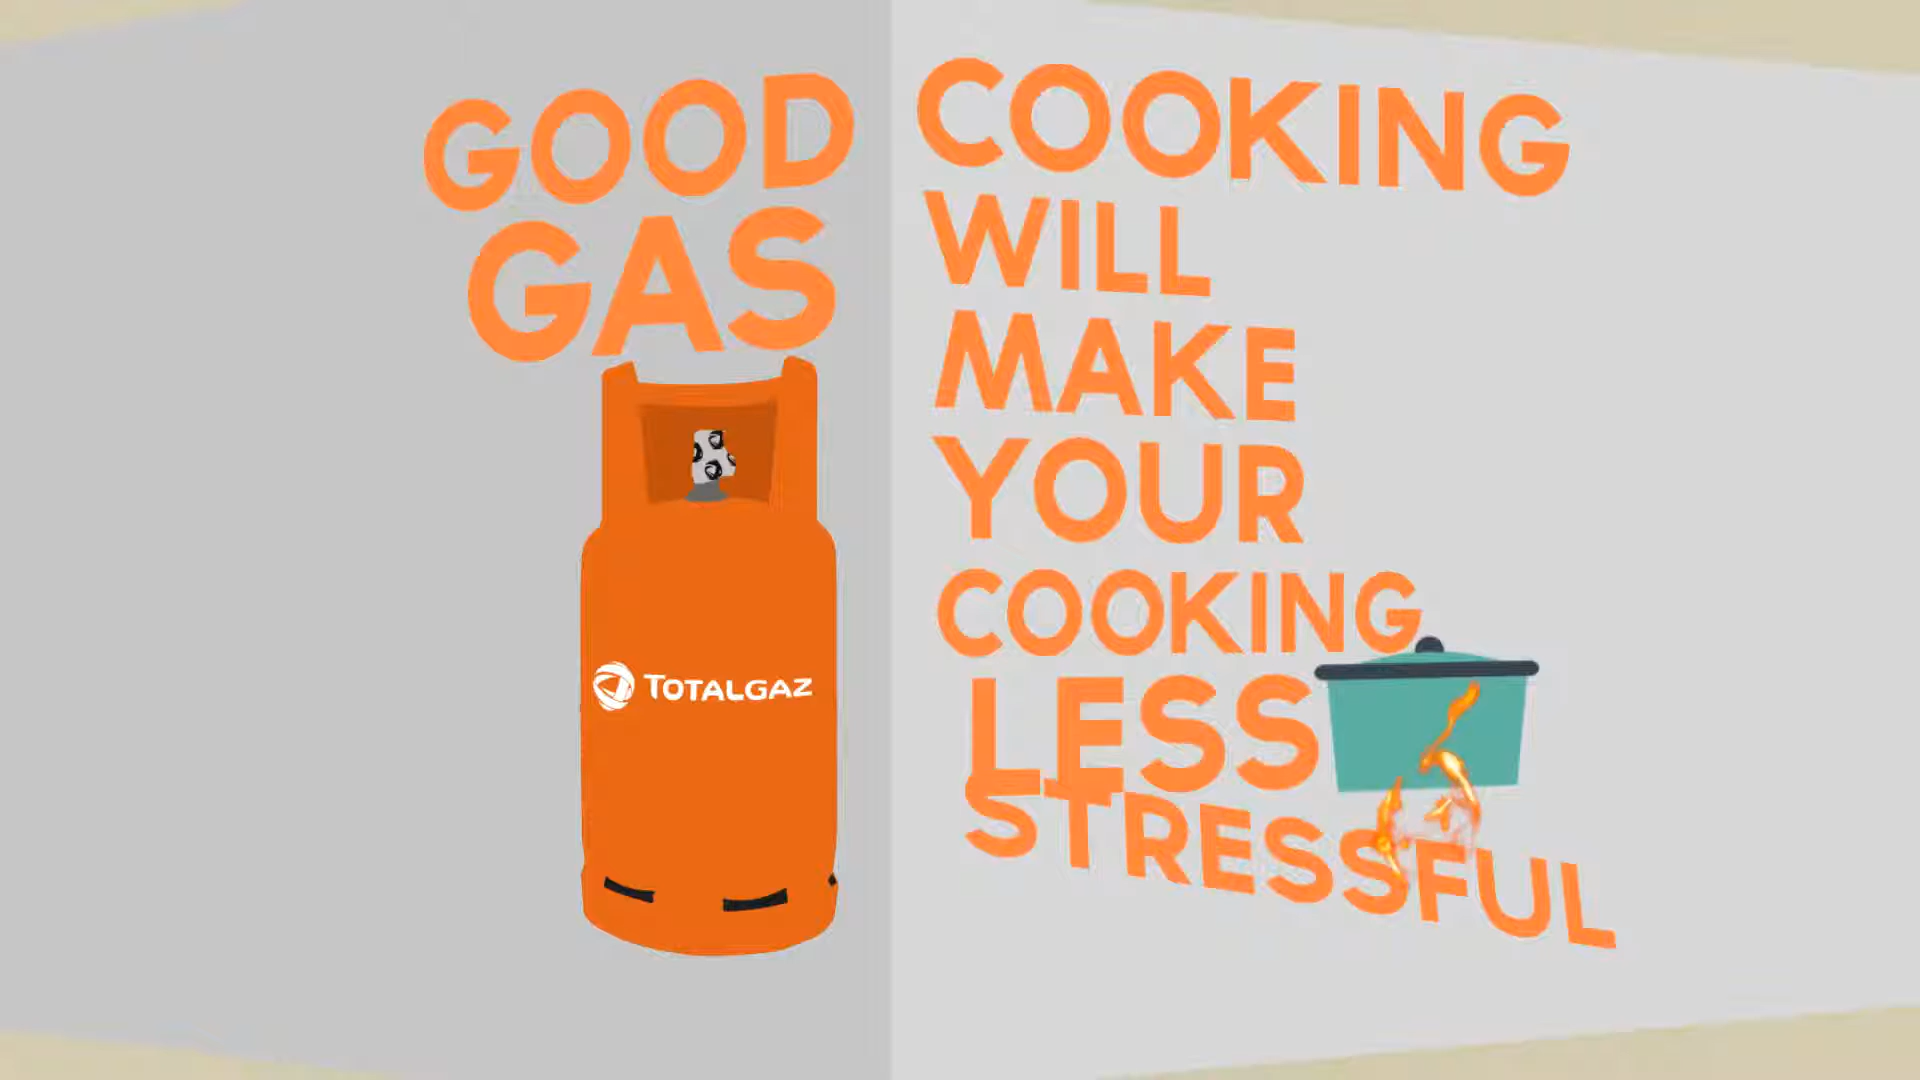 GOOD
GAS
TOTALGAZ
COOKING
WILL
MAKE
YOUR
COOKING
LESS
STRESSFUL